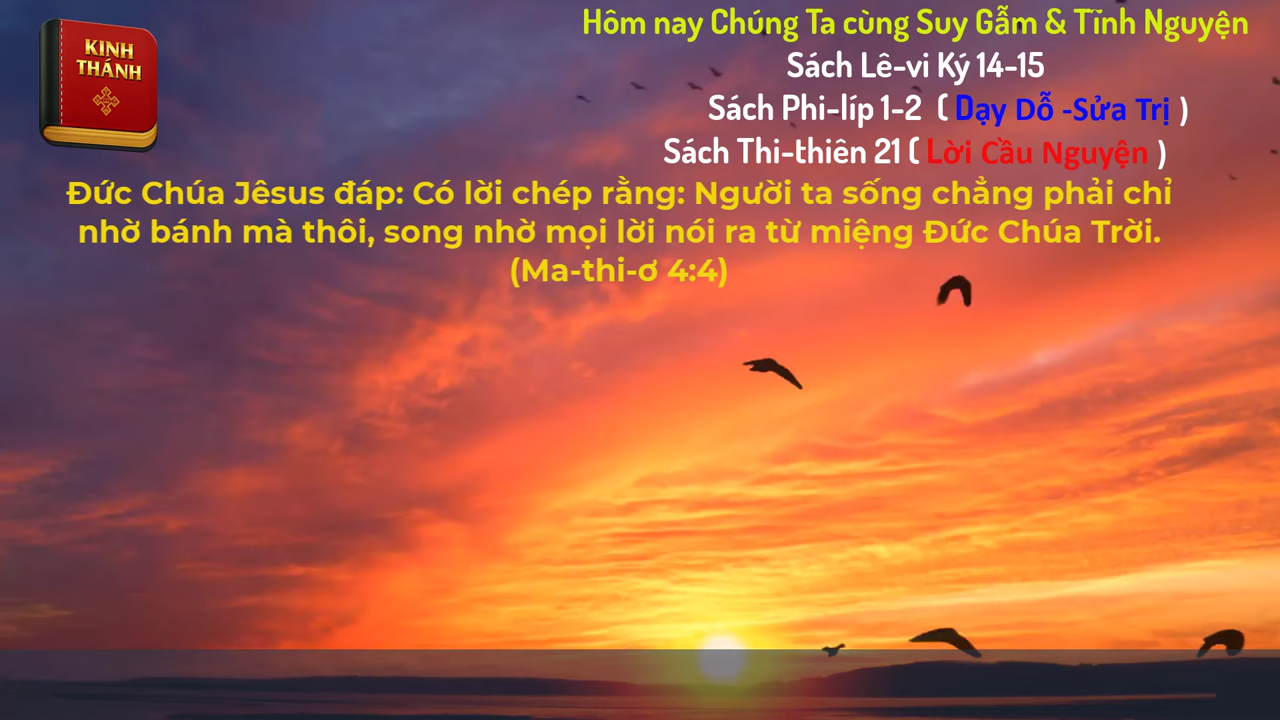 KINH
THÁNH
Hôm nay Chúng Ta cùng Suy Gẫm & Tĩnh Nguyện
Sách Lê-vi Ký 14-15
Sách Phi-líp 1-2 ( Dạy Dỗ -Sửa Trị )
Sách Thi-thiên 21 ( Lời Cầu Nguyện )
Đức Chúa Jêsus đáp: Có lời chép rằng: Người ta sống chẳng phải chỉ
nhờ bánh mà thôi, song nhờ mọi lời nói ra từ miệng Đức Chúa Trời.
(Ma-thi-ơ 4:4)